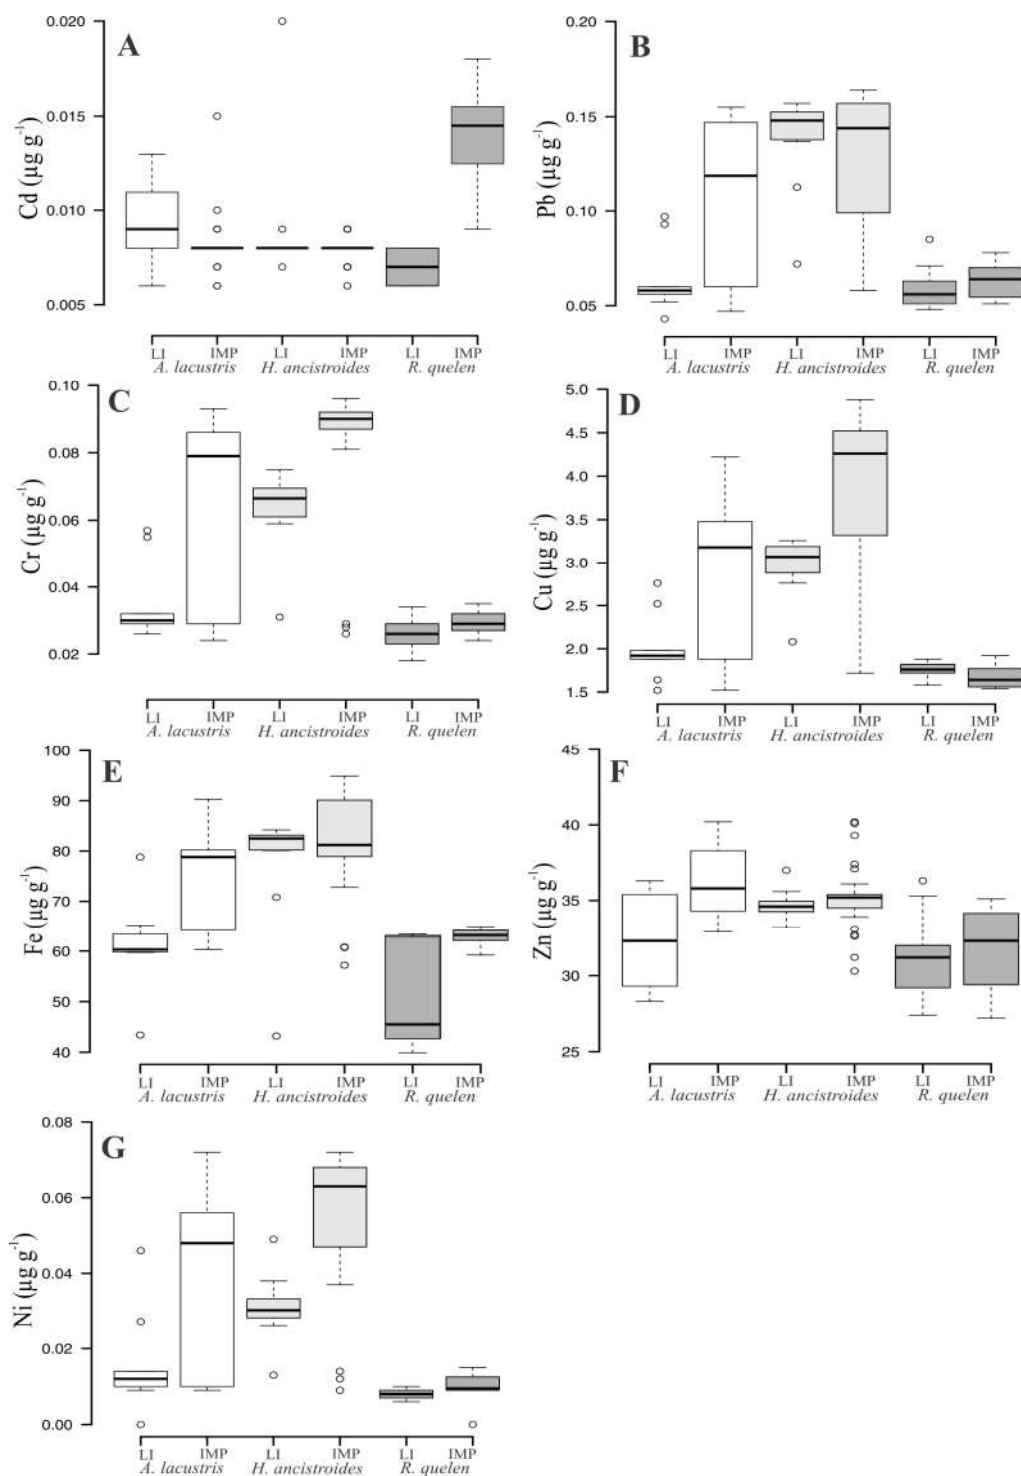 A
Cd (µg g-1)
0.020
0.015
0.010
0.005
LI IMP LI IMP LI IMP
A. lacustris H. ancistroides R. quelen
B
Pb (µg g-1)
0.20
0.15
0.10
0.05
LI IMP LI IMP LI IMP
A. lacustris H. ancistroides R. quelen
C
Cr (µg g-1)
0.10
0.08
0.06
0.04
0.02
LI IMP LI IMP LI IMP
A. lacustris H. ancistroides R. quelen
D
Cu (µg g-1)
5.0
4.5
4.0
3.5
3.0
2.5
2.0
1.5
LI IMP LI IMP LI IMP
A. lacustris H. ancistroides R. quelen
E
Fe (µg g-1)
100
90
80
70
60
50
40
LI IMP LI IMP LI IMP
A. lacustris H. ancistroides R. quelen
F
Zn (µg g-1)
45
40
35
30
25
LI IMP LI IMP LI IMP
A. lacustris H. ancistroides R. quelen
G
Ni (µg g-1)
0.08
0.06
0.04
0.02
0.00
LI IMP LI IMP LI IMP
A. lacustris H. ancistroides R. quelen